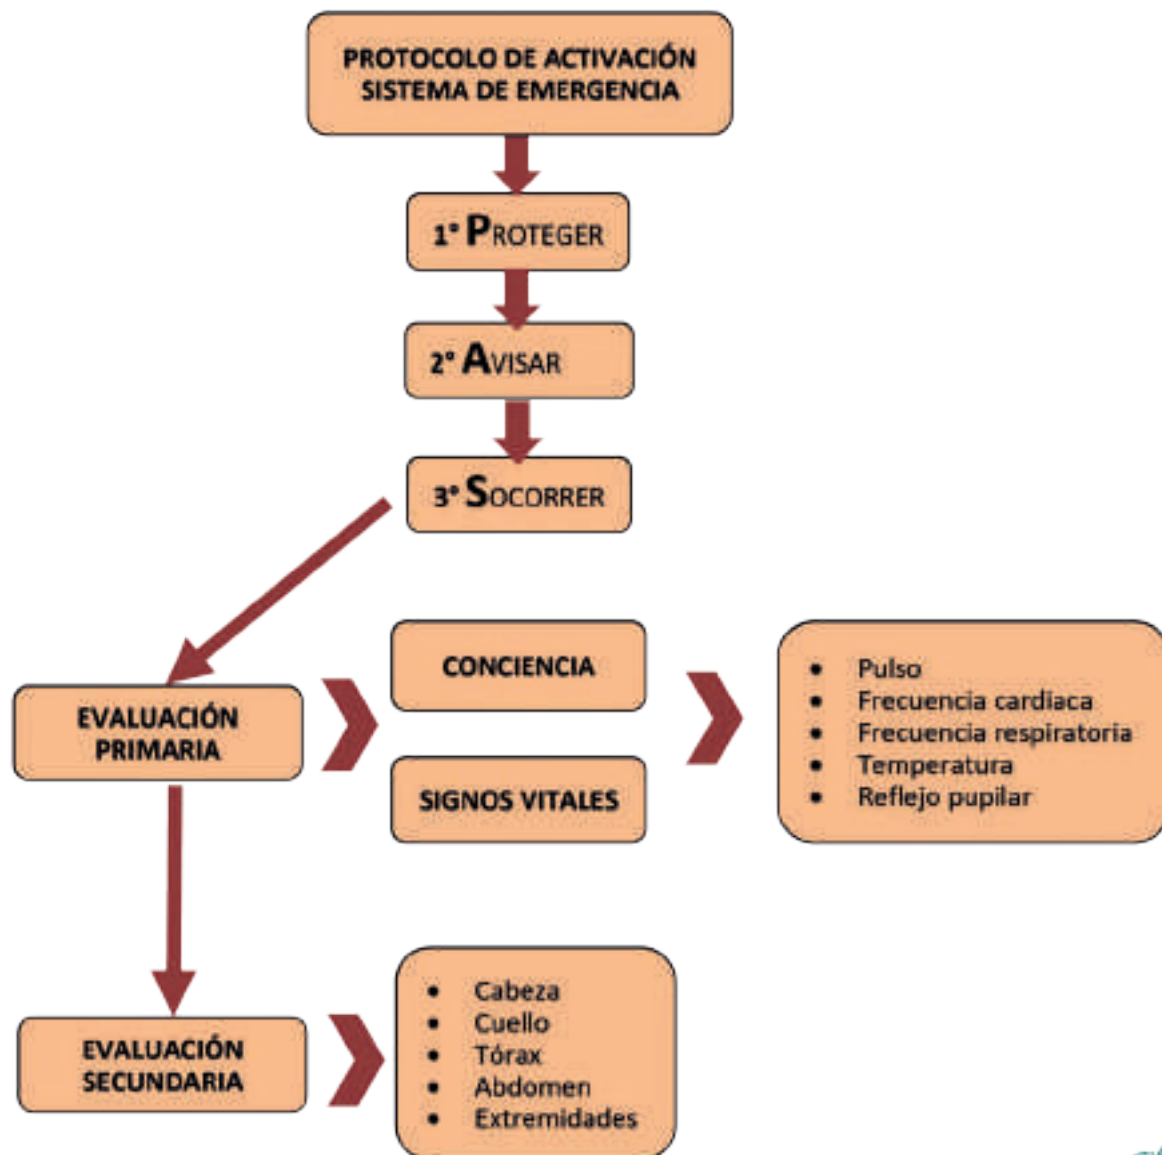 PROTOCOLO DE ACTIVACIÓN
SISTEMA DE EMERGENCIA
1° PROTEGER
2° AVISAR
3° SOCORRER
EVALUACIÓN
PRIMARIA
CONCIENCIA
SIGNOS VITALES
• Pulso
• Frecuencia cardiaca
• Frecuencia respiratoria
• Temperatura
• Reflejo pupilar
EVALUACIÓN
SECUNDARIA
• Cabeza
• Cuello
• Tórax
• Abdomen
• Extremidades